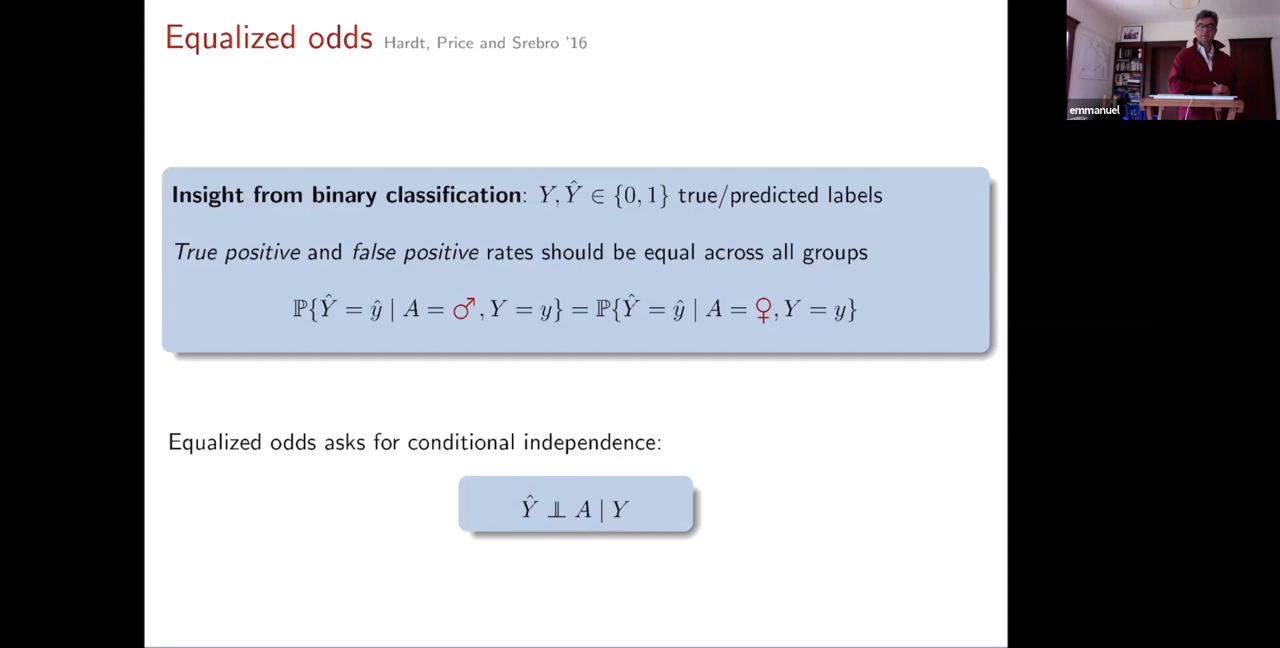 Equalized odds Hardt, Price and Srebro '16
Insight from binary classification: Y, Ŷ ∈ {0, 1} true/predicted labels
True positive and false positive rates should be equal across all groups
ℙ{Ŷ = ŷ | A = ♂, Y = y} = ℙ{Ŷ = ŷ | A = ♀, Y = y}
Equalized odds asks for conditional independence:
Ŷ ⫫ A | Y
emmanuel